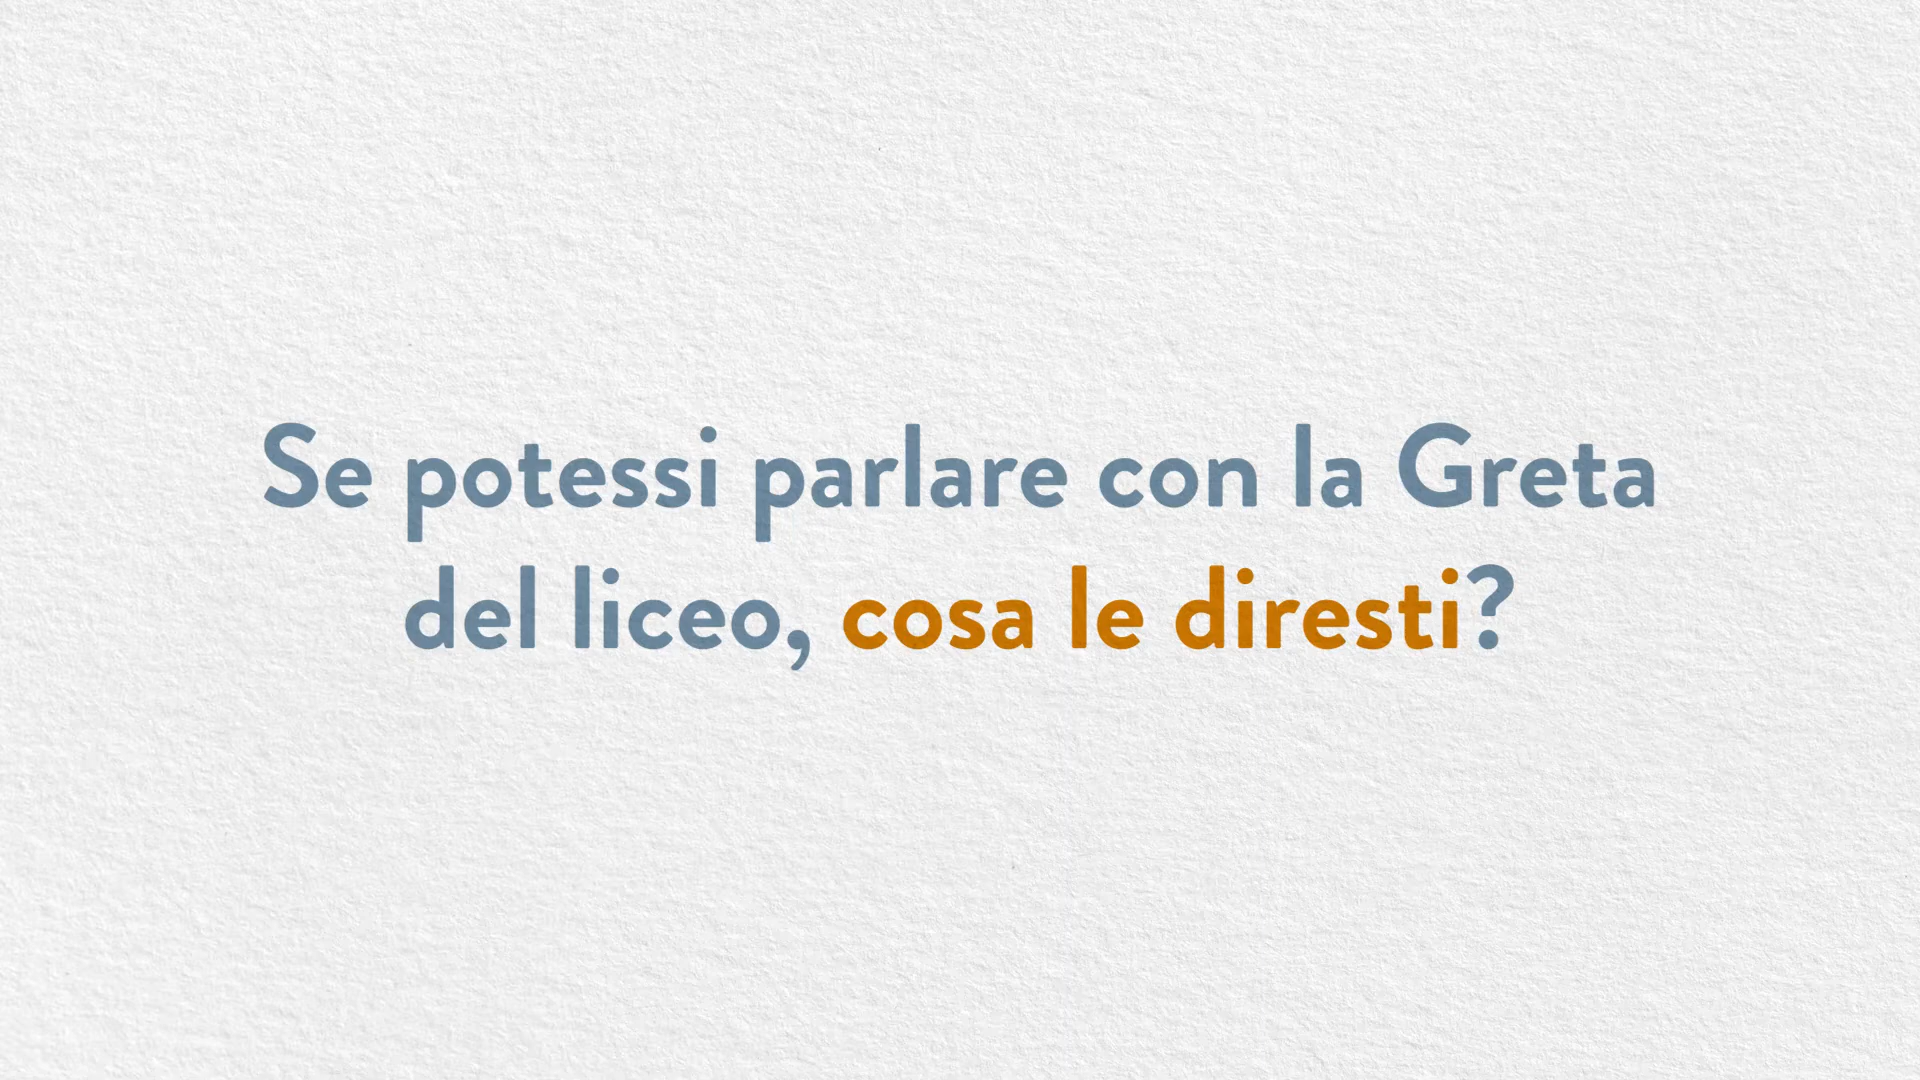 Se potessi parlare con la Greta
del liceo, cosa le diresti?